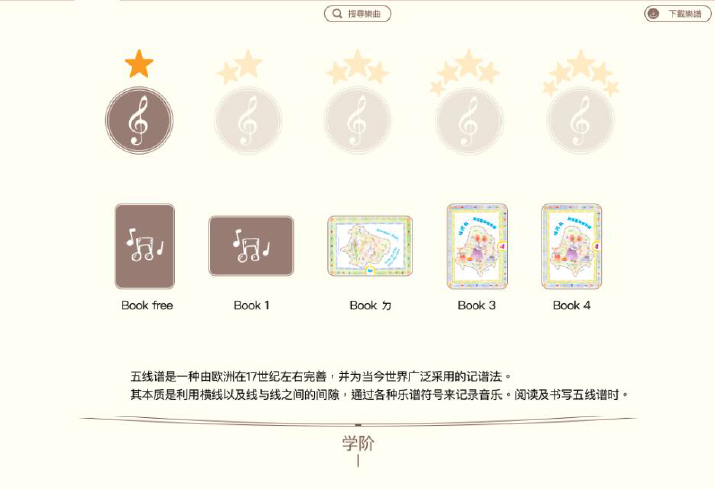 搜尋樂曲
下載樂譜
Book free
Book 1
Book ㄉ
Book 3
Book 4
五线谱是一种由欧洲在17世纪左右完善，并为当今世界广泛采用的记谱法。
其本质是利用横线以及线与线之间的间隙，通过各种乐谱符号来记录音乐。阅读及书写五线谱时。
学阶